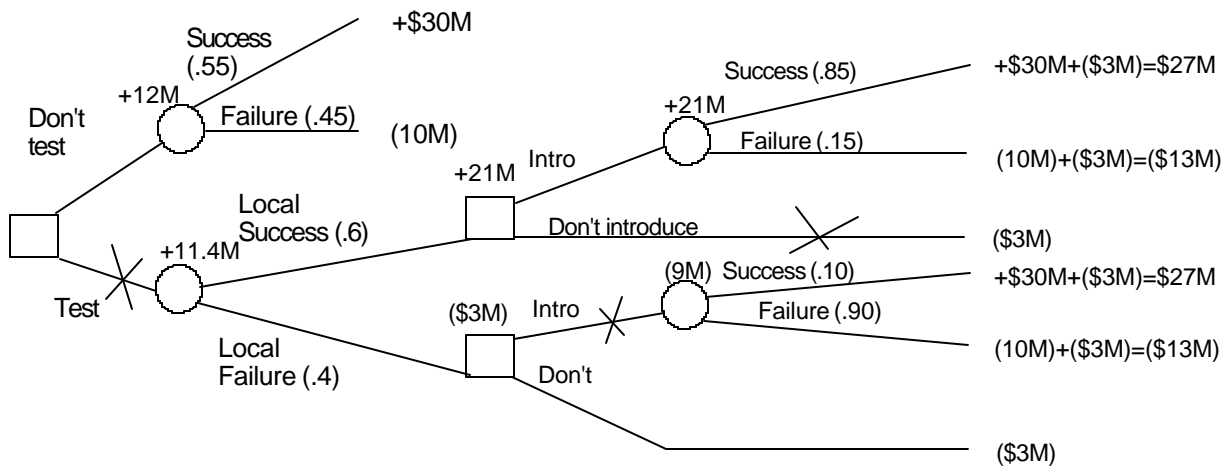 +$30M
Success
(.55)
+12M
Failure (.45)
(10M)
Don't
test
Test
+11.4M
Local
Success (.6)
Local
Failure (.4)
+21M
Intro
+21M
Success (.85)
+$30M+($3M)=$27M
Failure (.15)
(10M)+($3M)=($13M)
Don't introduce
($3M)
($3M)
Intro
(9M)
Success (.10)
+$30M+($3M)=$27M
Failure (.90)
(10M)+($3M)=($13M)
Don't
($3M)